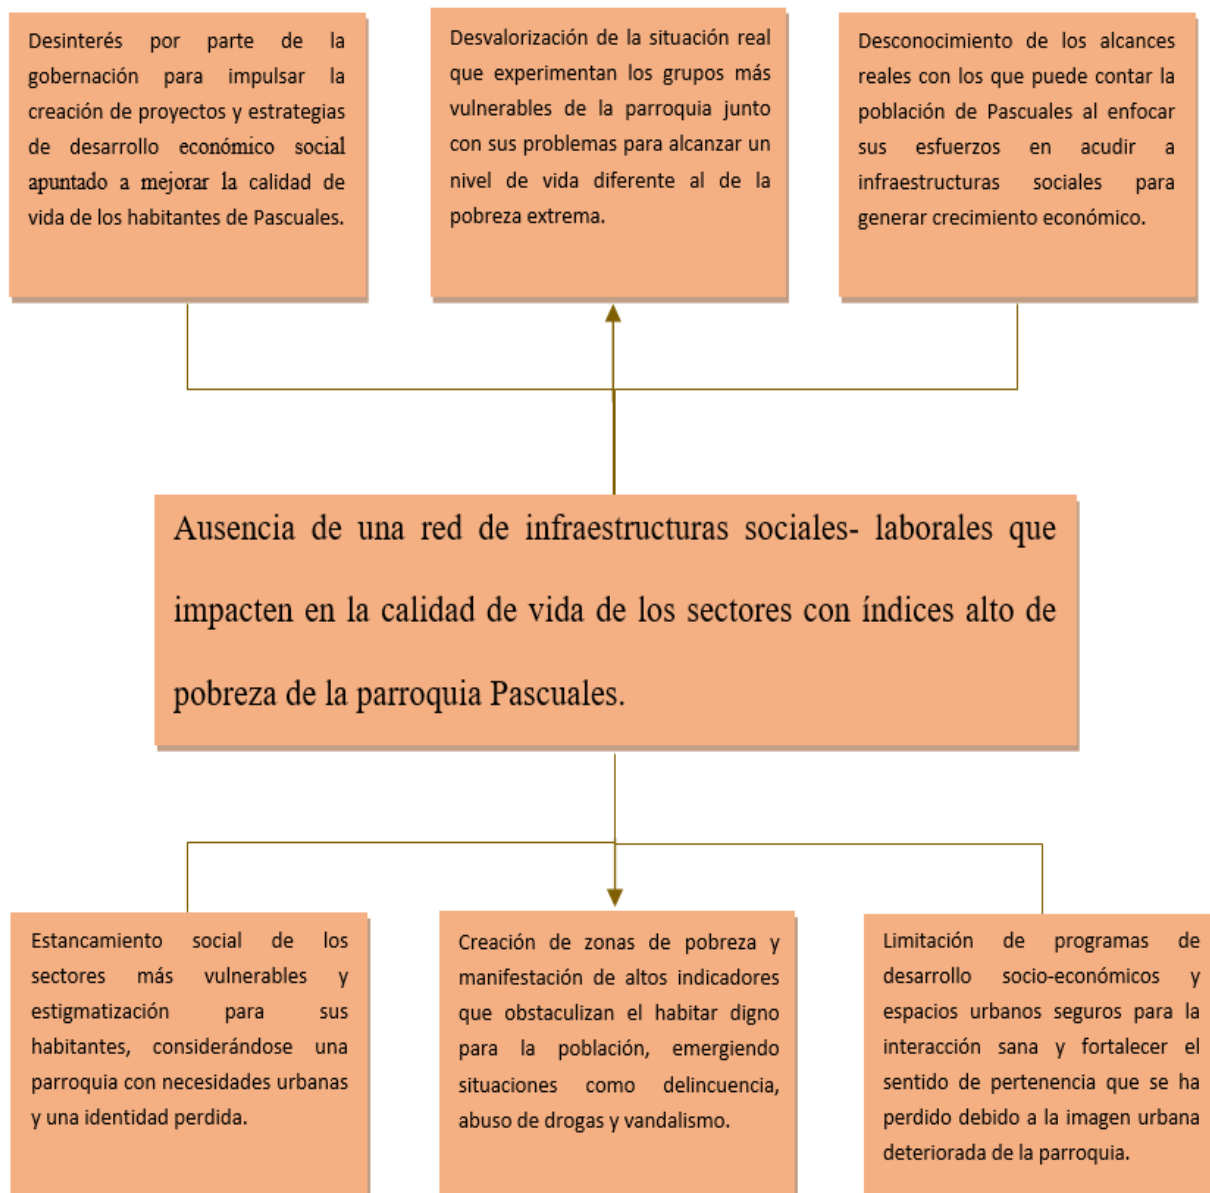 Desinterés por parte de la
gobernación para impulsar la
creación de proyectos y estrategias
de desarrollo económico social
apuntado a mejorar la calidad de
vida de los habitantes de Pascuales.
Desvalorización de la situación real
que experimentan los grupos más
vulnerables de la parroquia junto
con sus problemas para alcanzar un
nivel de vida diferente al de la
pobreza extrema.
Desconocimiento de los alcances
reales con los que puede contar la
población de Pascuales al enfocar
sus esfuerzos en acudir a
infraestructuras sociales para
generar crecimiento económico.
Ausencia de una red de infraestructuras sociales- laborales que
impacten en la calidad de vida de los sectores con índices alto de
pobreza de la parroquia Pascuales.
Estancamiento social de los
sectores más vulnerables y
estigmatización para sus
habitantes, considerándose una
parroquia con necesidades urbanas
y una identidad perdida.
Creación de zonas de pobreza y
manifestación de altos indicadores
que obstaculizan el habitar digno
para la población, emergiendo
situaciones como delincuencia,
abuso de drogas y vandalismo.
Limitación de programas de
desarrollo socio-económicos y
espacios urbanos seguros para la
interacción sana y fortalecer el
sentido de pertenencia que se ha
perdido debido a la imagen urbana
deteriorada de la parroquia.